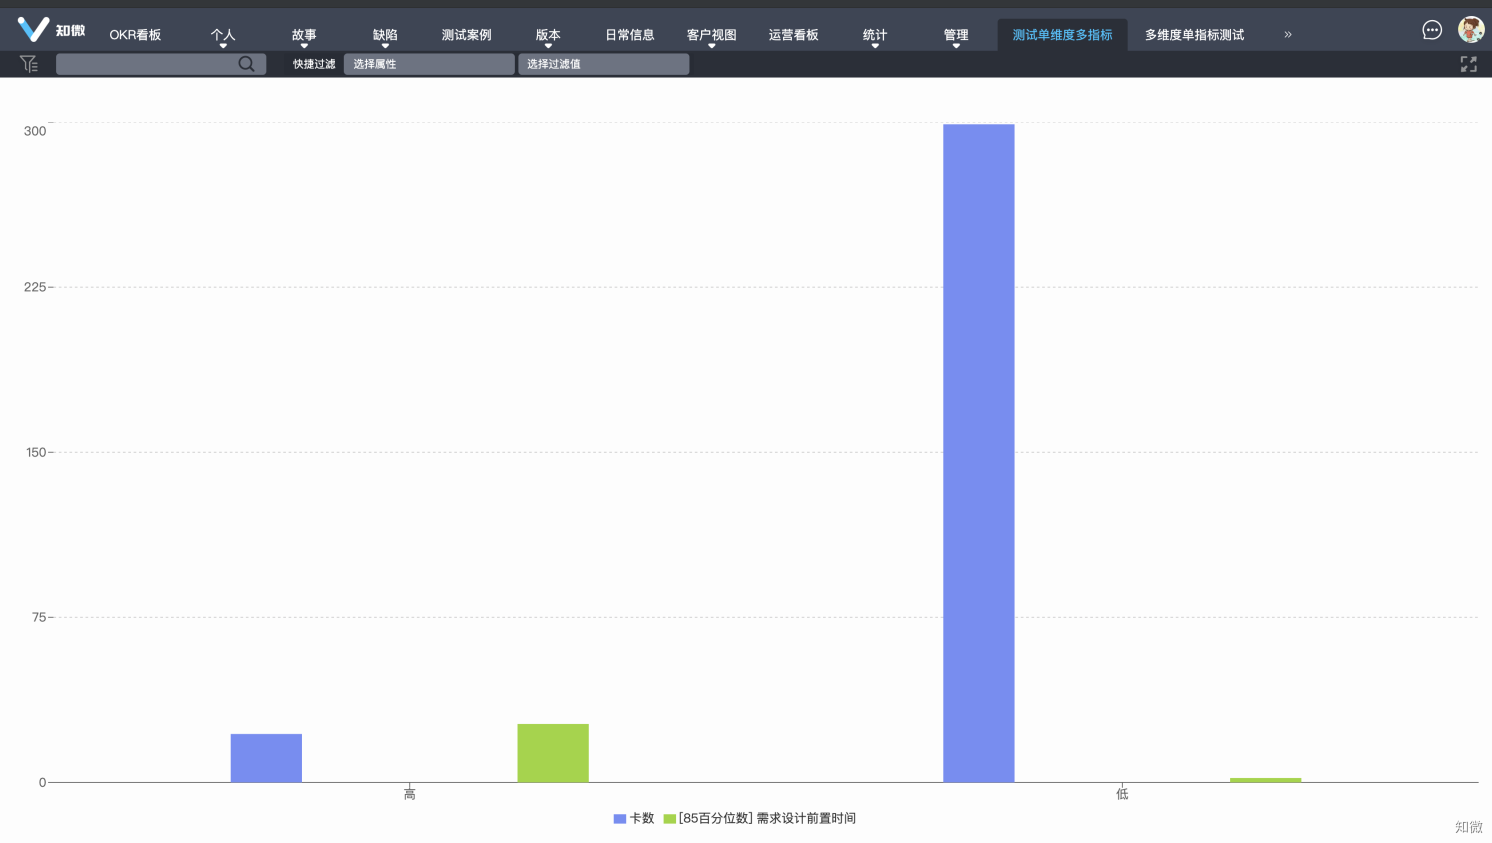 知微 OKR看板 个人 故事 缺陷 测试案例 版本 日常信息 客户视图 运营看板 统计 管理 测试单维度多指标 多维度单指标测试 »
快捷过滤 选择属性 选择过滤值
300
225
150
75
0
高 低
卡数 [85百分位数] 需求设计前置时间
知微